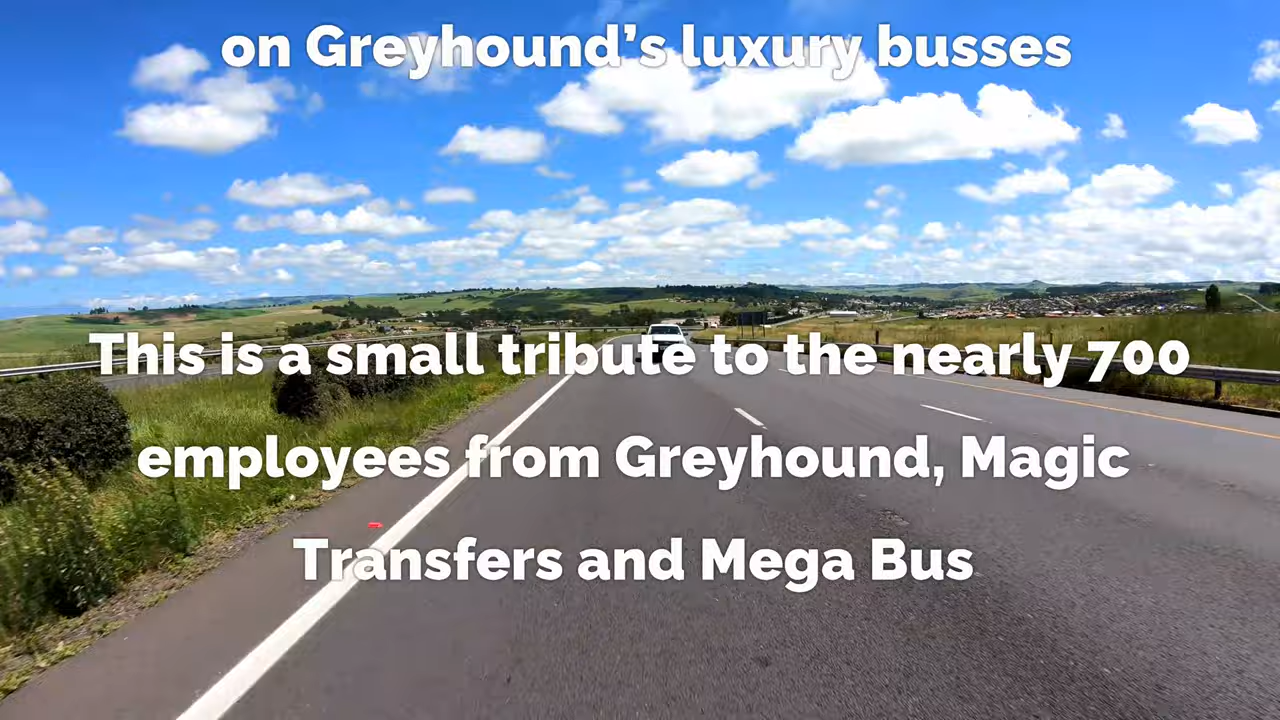 on Greyhound’s luxury busses
This is a small tribute to the nearly 700
employees from Greyhound, Magic
Transfers and Mega Bus